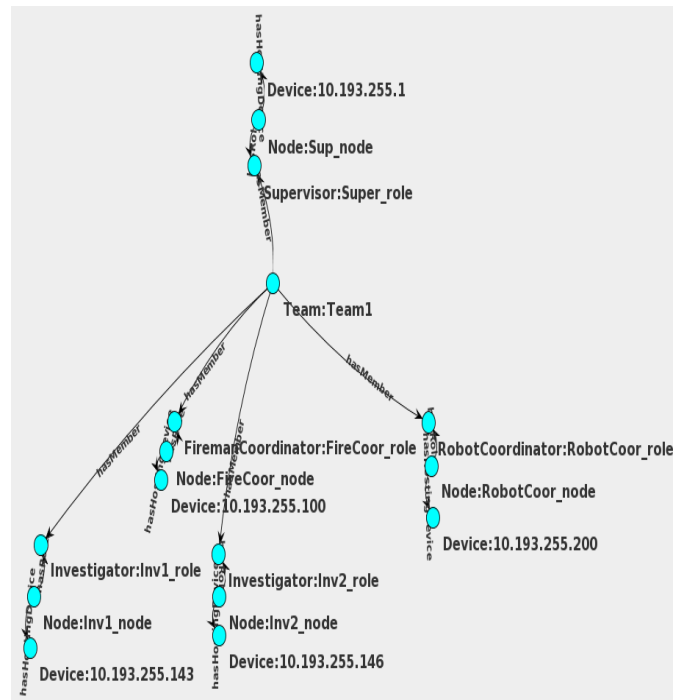 Device:10.193.255.1
Node:Sup_node
Supervisor:Super_role
Team:Team1
hasMember
hasMember
hasMember
hasMember
FiremanCoordinator:FireCoor_role
RobotCoordinator:RobotCoor_role
Node:FireCoor_node
Node:RobotCoor_node
Device:10.193.255.100
Device:10.193.255.200
Investigator:Inv1_role
Investigator:Inv2_role
Node:Inv1_node
Node:Inv2_node
Device:10.193.255.143
Device:10.193.255.146